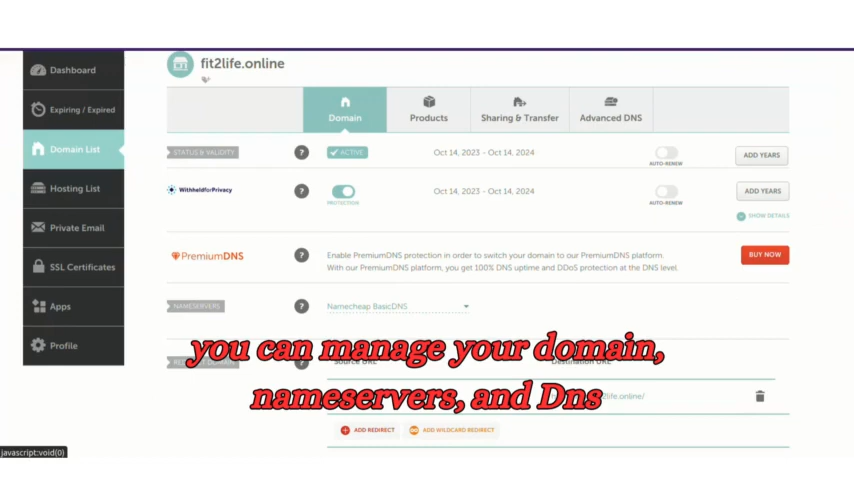 fit2life.online
Dashboard
Expiring / Expired
Domain List
Hosting List
Private Email
SSL Certificates
Apps
Profile
Domain
Products
Sharing & Transfer
Advanced DNS
STATUS & VALIDITY
?
ACTIVE
Oct 14, 2023 - Oct 14, 2024
AUTO-RENEW
ADD YEARS
WithheldforPrivacy
?
PROTECTION
Oct 14, 2023 - Oct 14, 2024
AUTO-RENEW
ADD YEARS
SHOW DETAILS
PremiumDNS
?
Enable PremiumDNS protection in order to switch your domain to our PremiumDNS platform.
With our PremiumDNS platform, you get 100% DNS uptime and DDoS protection at the DNS level.
BUY NOW
NAMESERVERS
?
Namecheap BasicDNS
you can manage your domain,
nameservers, and Dns
Source URL
Destination URL
2life.online/
ADD REDIRECT
ADD WILDCARD REDIRECT
javascript:void(0)